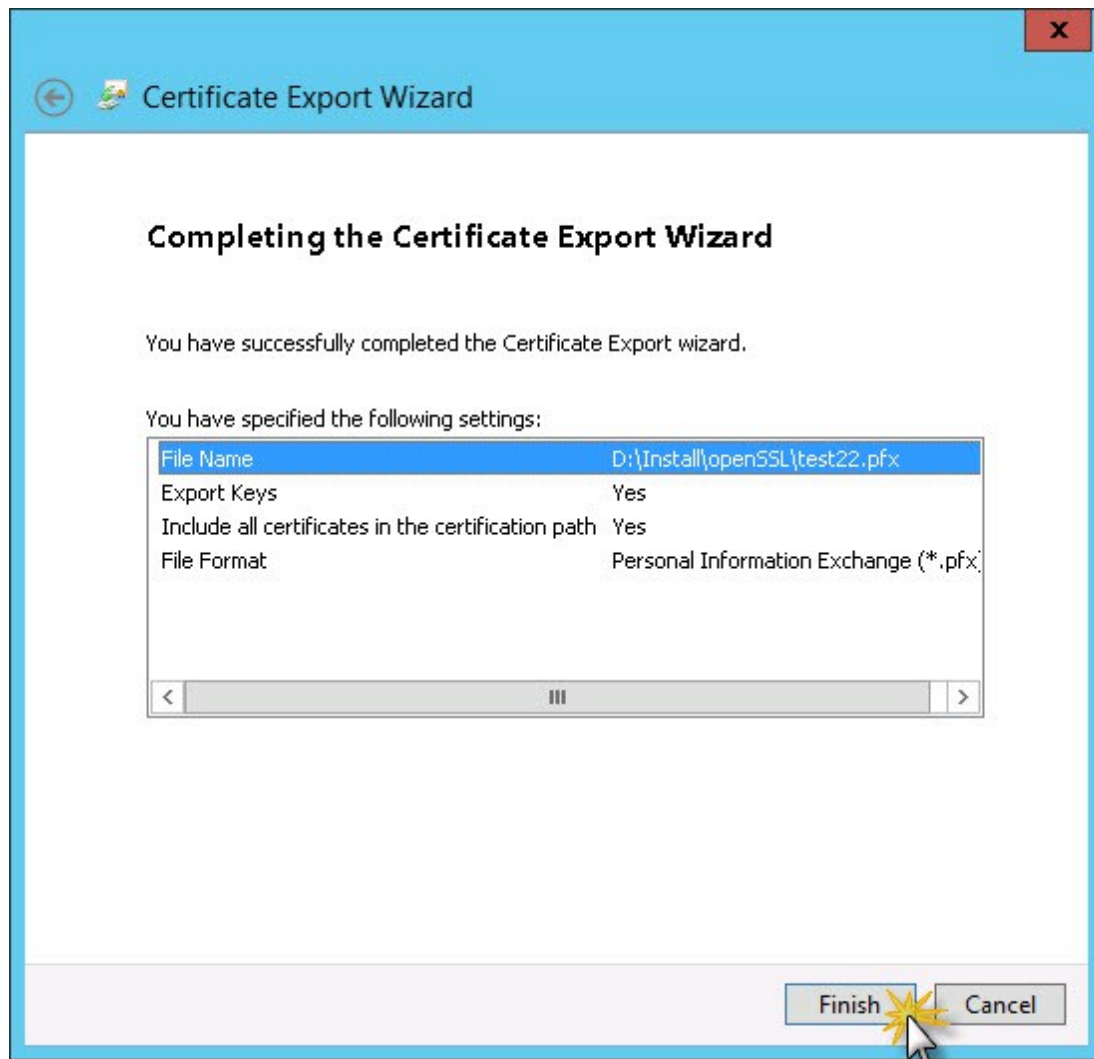 x
Certificate Export Wizard
Completing the Certificate Export Wizard
You have successfully completed the Certificate Export wizard.
You have specified the following settings:
File Name D:\Install\openSSL\test22.pfx
Export Keys Yes
Include all certificates in the certification path Yes
File Format Personal Information Exchange (*.pfx)
Finish Cancel